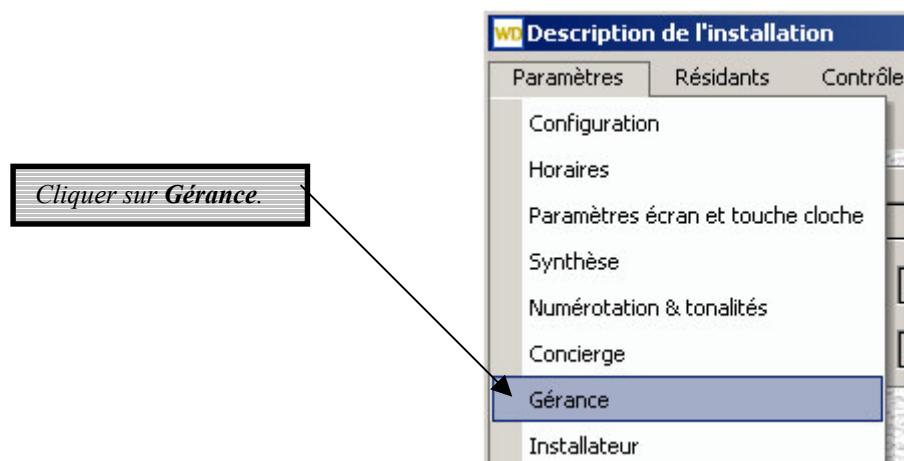 WD Description de l'installation
Paramètres Résidants Contrôle
Configuration
Horaires
Cliquer sur Gérance.
Paramètres écran et touche cloche
Synthèse
Numérotation & tonalités
Concierge
Gérance
Installateur